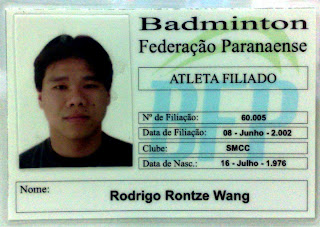 Badminton
Federação Paranaense
ATLETA FILIADO
Nº de Filiação: 60.005
Data de Filiação: 08 - Junho - 2.002
Clube: SMCC
Data de Nasc.: 16 - Julho - 1.976
Nome: Rodrigo Rontze Wang